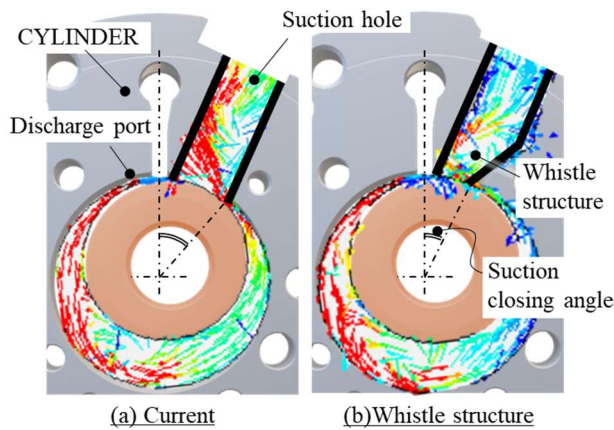 Suction hole
CYLINDER
Discharge port
Whistle
structure
Suction
closing angle
(a) Current
(b)Whistle structure